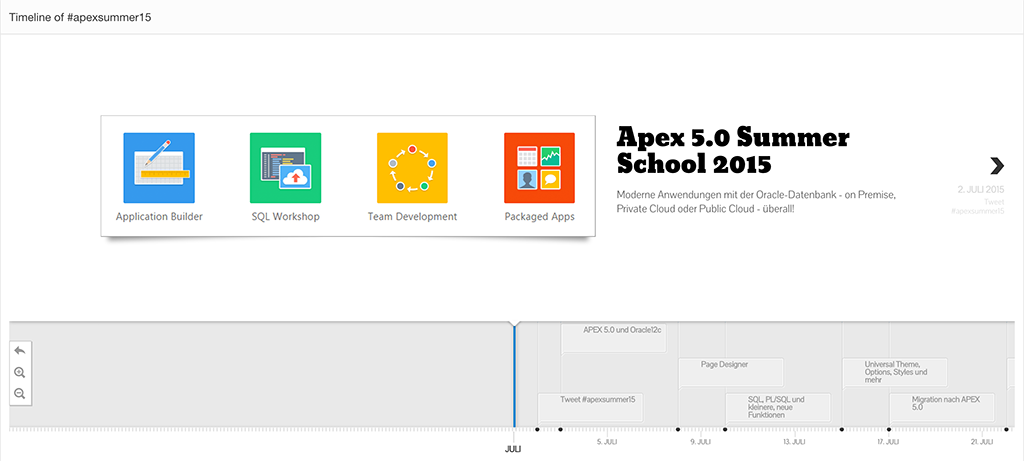 Timeline of #apexsummer15
Application Builder
SQL Workshop
Team Development
Packaged Apps
Apex 5.0 Summer
School 2015
Moderne Anwendungen mit der Oracle-Datenbank - on Premise,
Private Cloud oder Public Cloud - überall!
2. JULI 2015
Tweet
#apexsummer15
APEX 5.0 und Oracle12c
Page Designer
Universal Theme,
Options, Styles und
mehr
Tweet #apexsummer15
SQL, PL/SQL und
kleinere, neue
Funktionen
Migration nach APEX
5.0
JULI
5. JULI
9. JULI
13. JULI
17. JULI
21. JULI